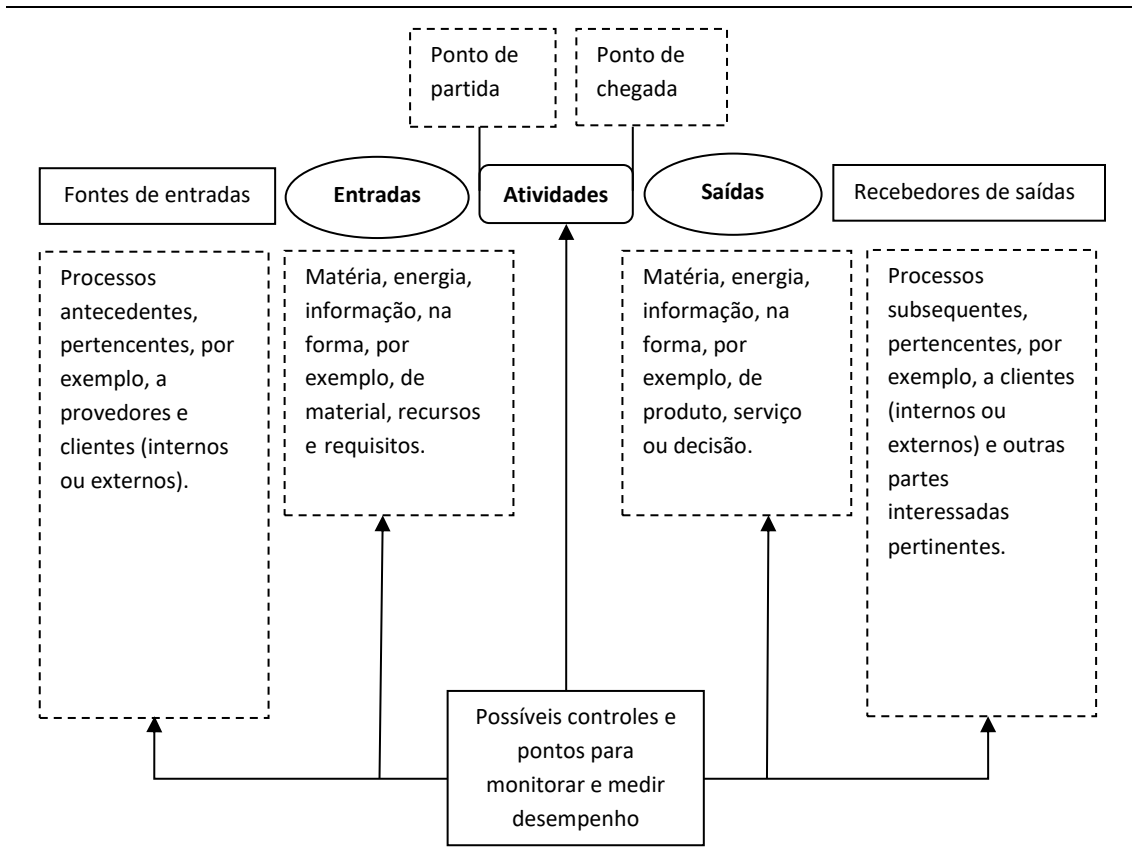 Ponto de
partida
Ponto de
chegada
Fontes de entradas
Entradas
Atividades
Saídas
Recebedores de saídas
Processos
antecedentes,
pertencentes, por
exemplo, a
provedores e
clientes (internos
ou externos).
Matéria, energia,
informação, na
forma, por
exemplo, de
material, recursos
e requisitos.
Matéria, energia,
informação, na
forma, por
exemplo, de
produto, serviço
ou decisão.
Processos
subsequentes,
pertencentes, por
exemplo, a clientes
(internos ou
externos) e outras
partes
interessadas
pertinentes.
Possíveis controles e
pontos para
monitorar e medir
desempenho